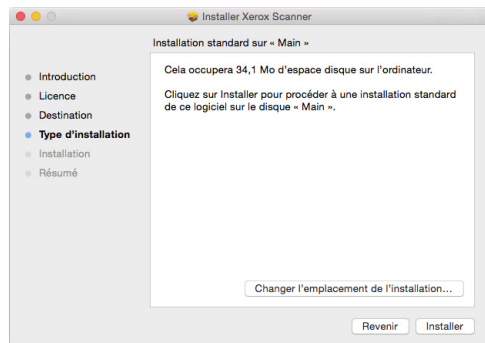 Installer Xerox Scanner
Installation standard sur « Main »
Introduction
Licence
Destination
Type d'installation
Installation
Résumé
Cela occupera 34,1 Mo d'espace disque sur l'ordinateur.
Cliquez sur Installer pour procéder à une installation standard
de ce logiciel sur le disque « Main ».
Changer l'emplacement de l'installation...
Revenir
Installer